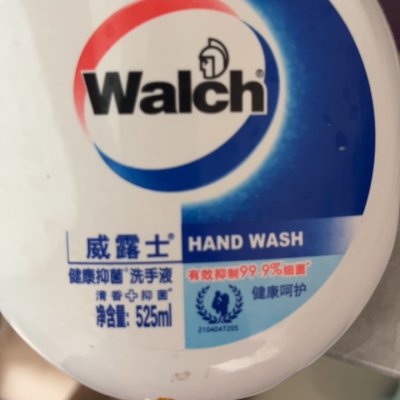 Walch®
威露士® HAND WASH
健康抑菌*洗手液
有效抑制99.9%细菌*
清香+抑菌*
健康呵护
净含量: 525ml
2104047205